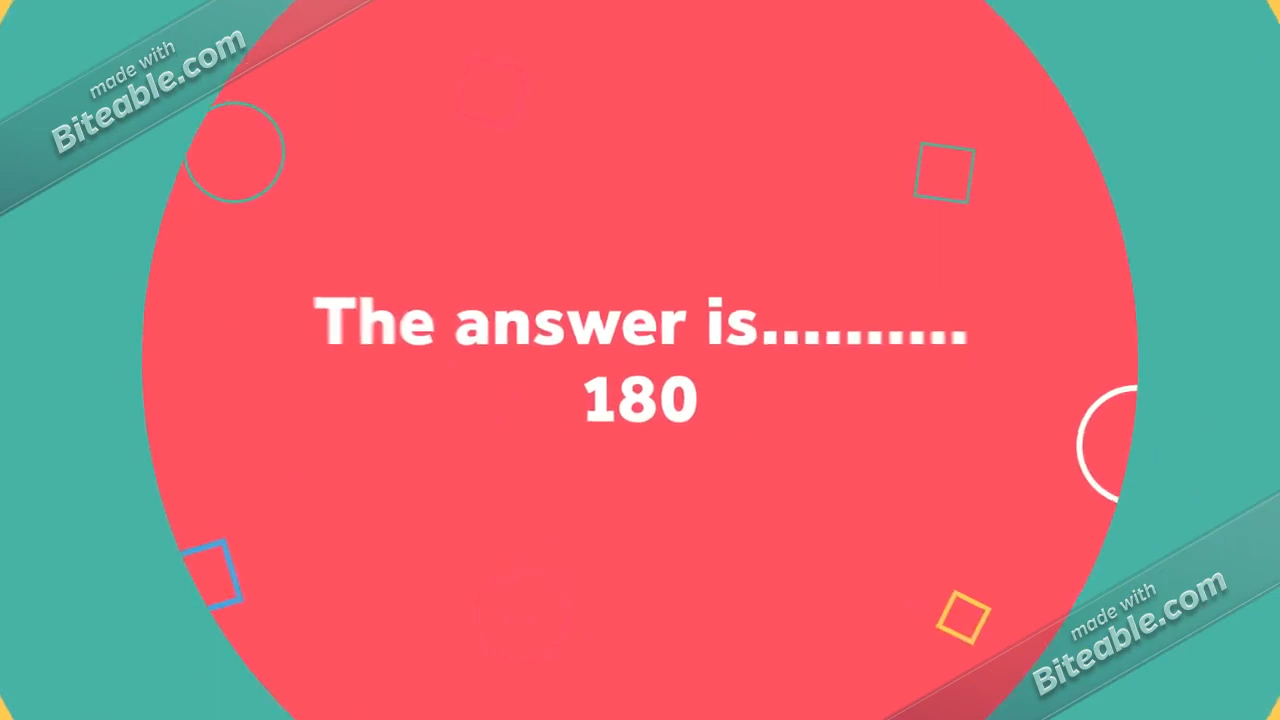 made with
Biteable.com
The answer is..........
180
made with
Biteable.com